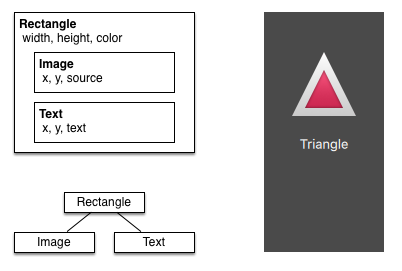 Rectangle
width, height, color
Image
x, y, source
Text
x, y, text
Rectangle
Image
Text
Triangle